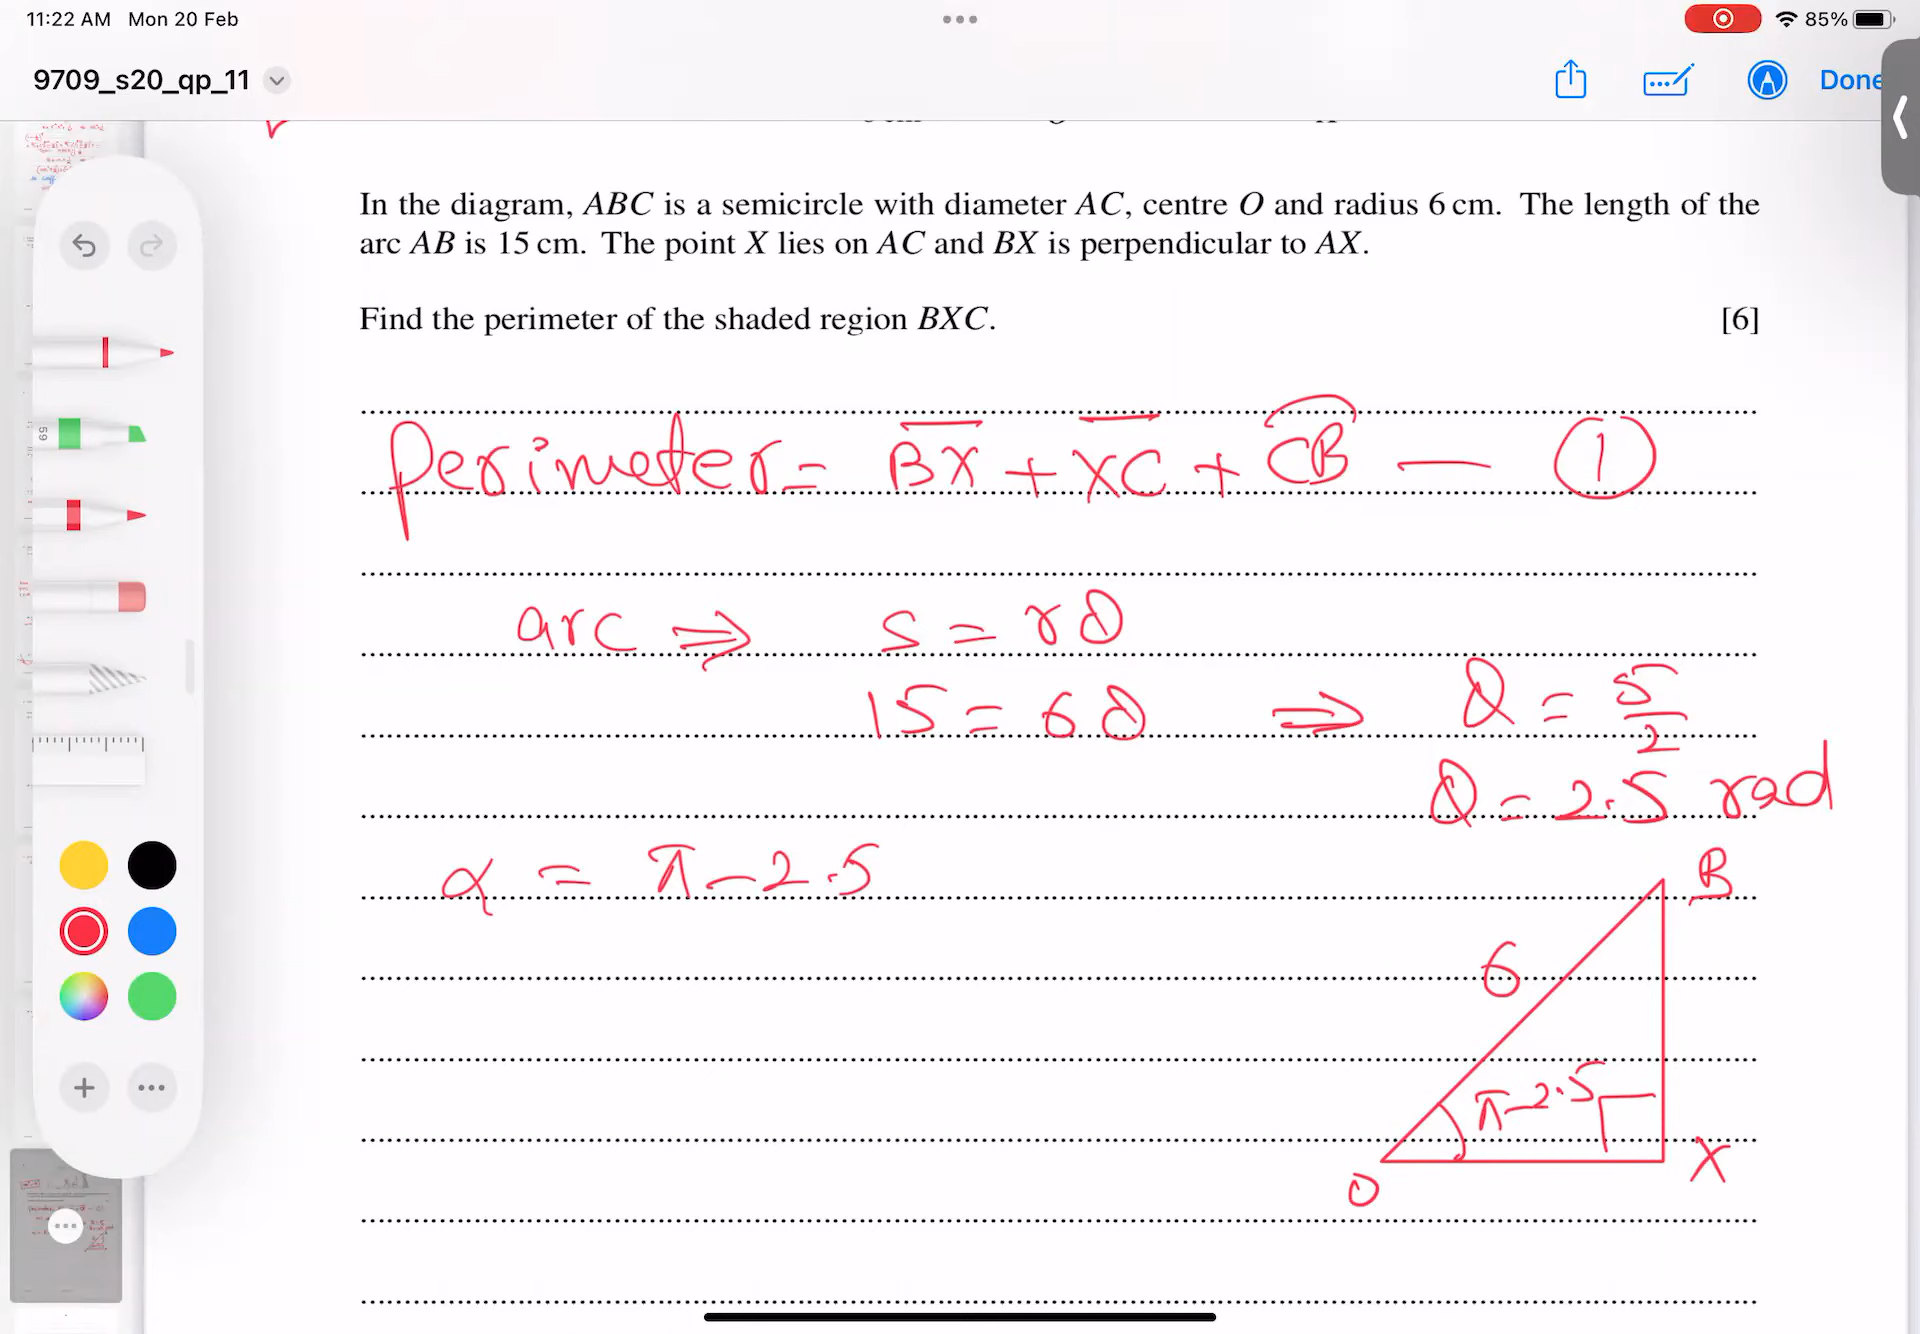 11:22 AM Mon 20 Feb
85%
9709_s20_qp_11
Done
In the diagram, ABC is a semicircle with diameter AC, centre O and radius 6 cm. The length of the
arc AB is 15 cm. The point X lies on AC and BX is perpendicular to AX.
Find the perimeter of the shaded region BXC. [6]
Perimeter = BX + XC + CB — ①
arc ⇒ s = rθ
15 = 6θ ⇒ θ = 5/2
θ = 2.5 rad
α = π - 2.5
B
6
π - 2.5
O
X
59